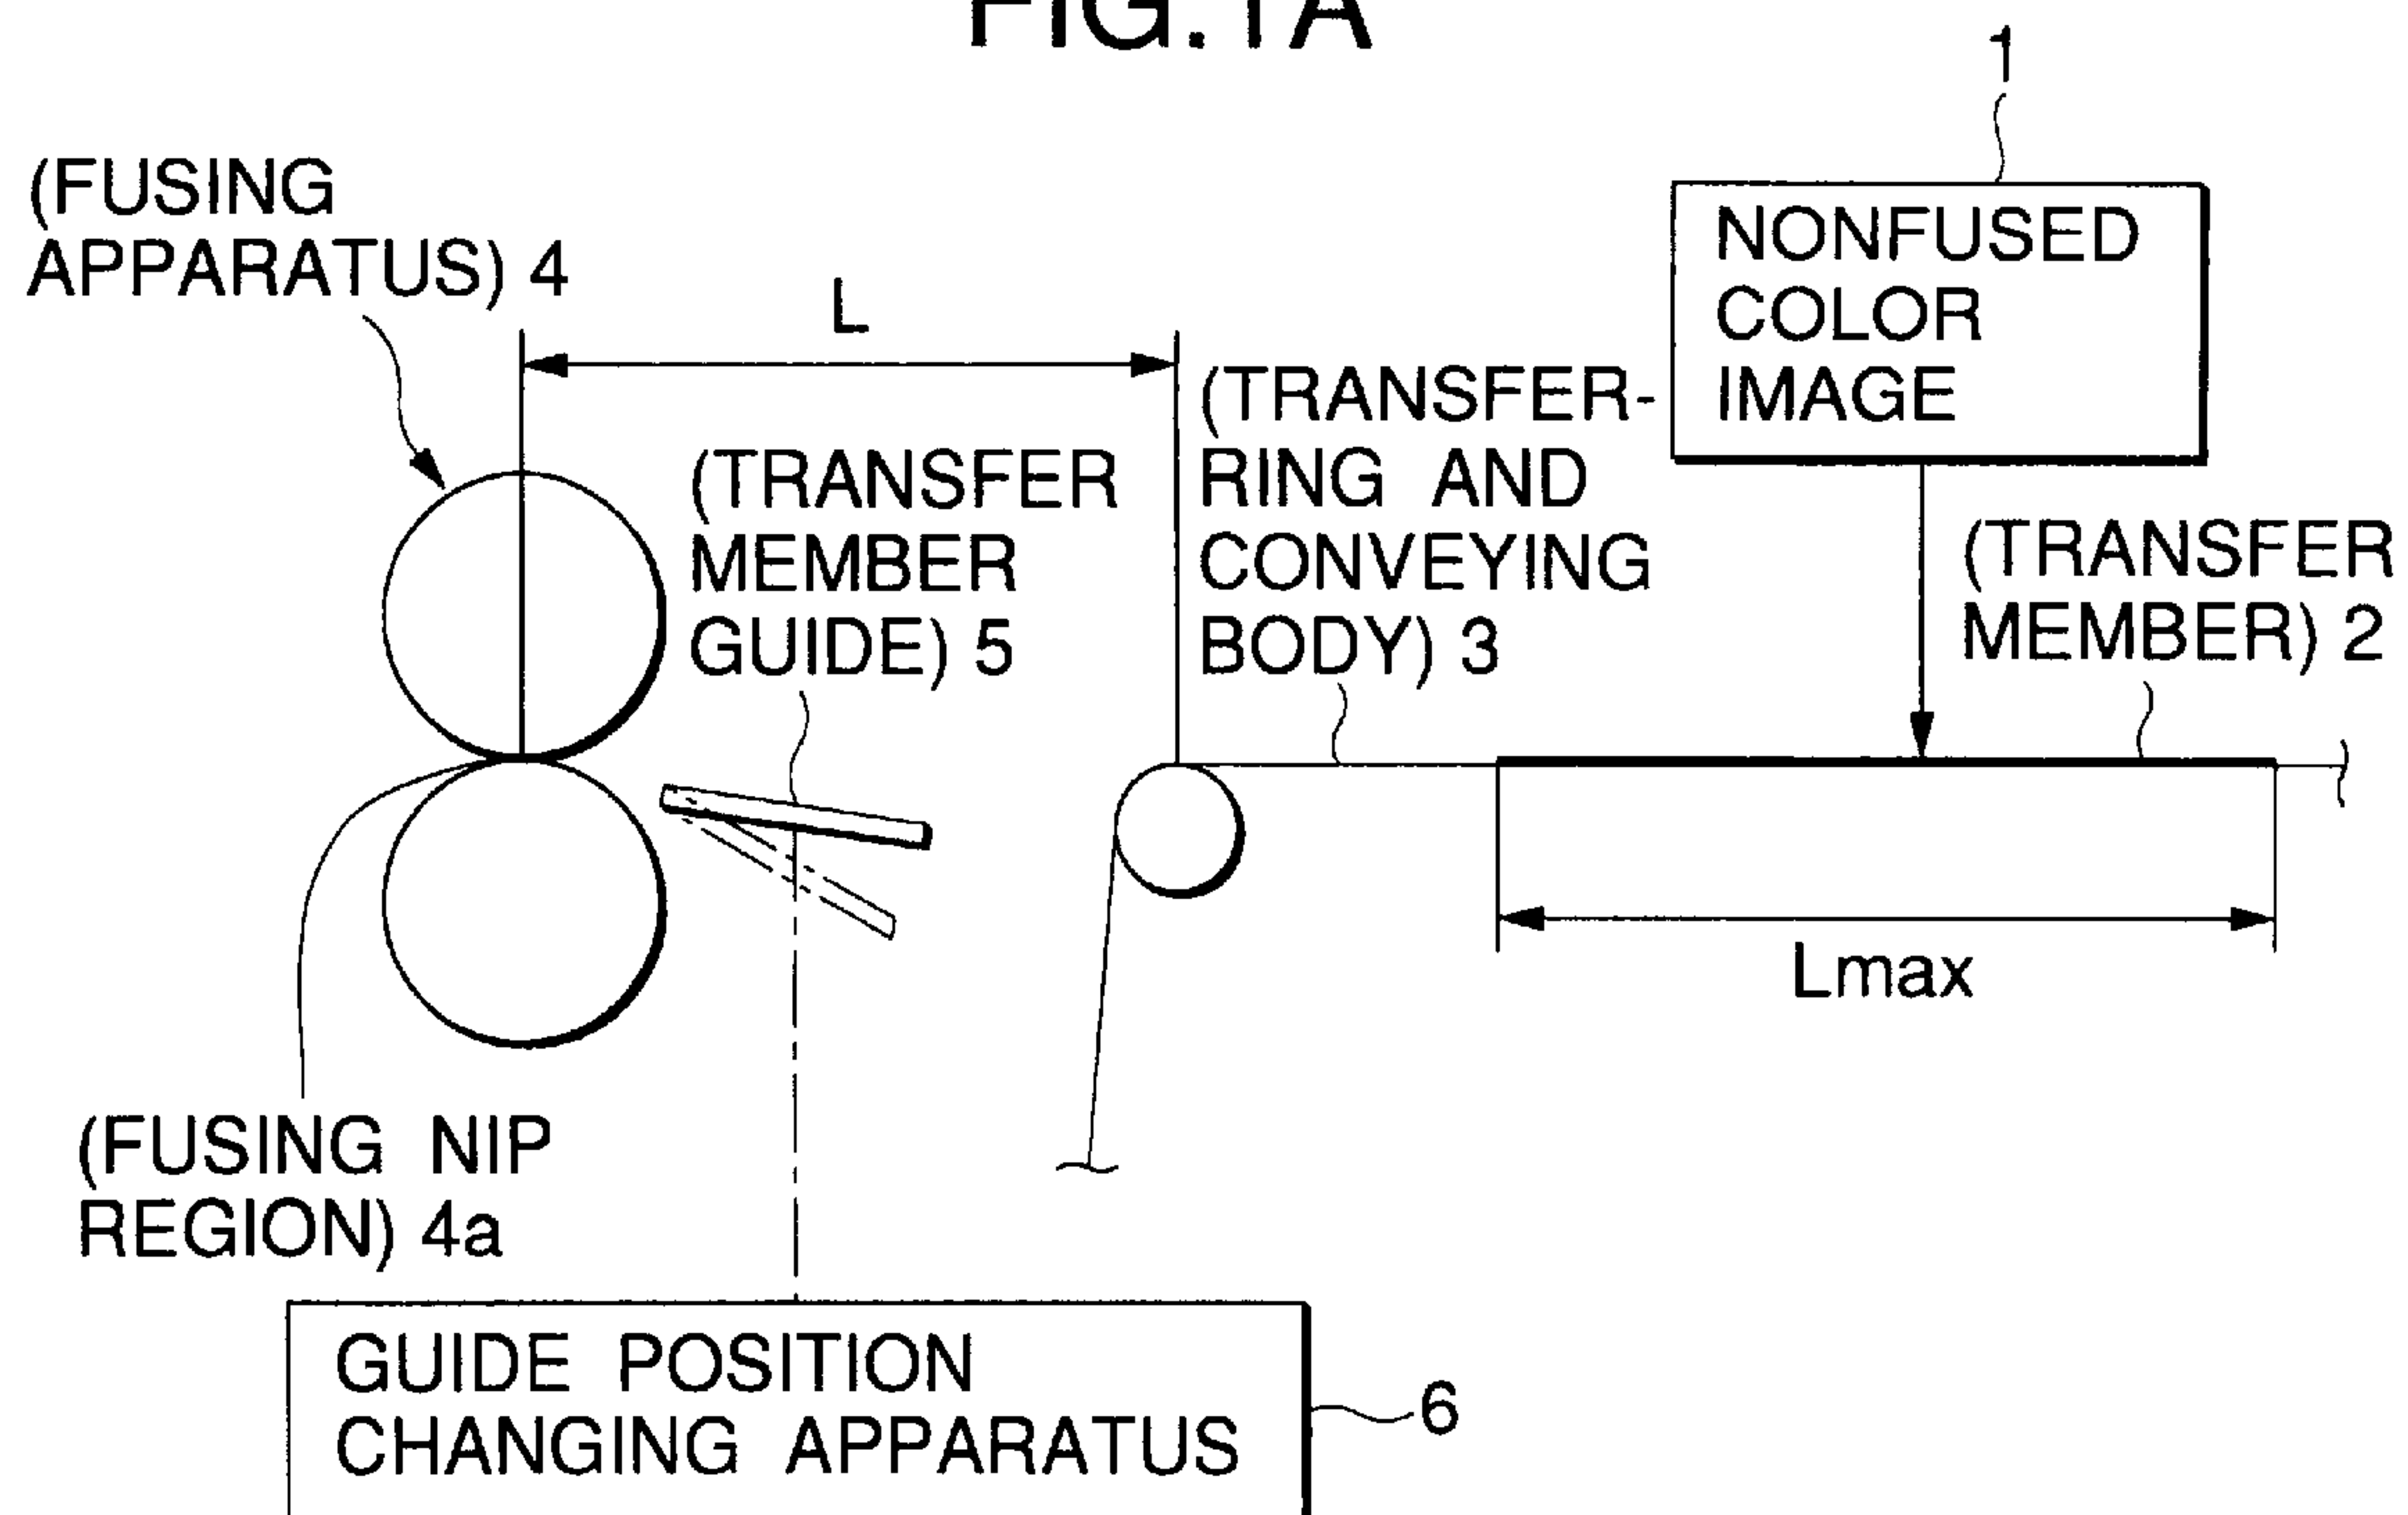 FIG.1A
1
(FUSING
APPARATUS) 4
L
NONFUSED
COLOR
IMAGE
(TRANSFER
MEMBER
GUIDE) 5
(TRANSFER-
RING AND
CONVEYING
BODY) 3
(TRANSFER
MEMBER) 2
Lmax
(FUSING NIP
REGION) 4a
GUIDE POSITION
CHANGING APPARATUS
6